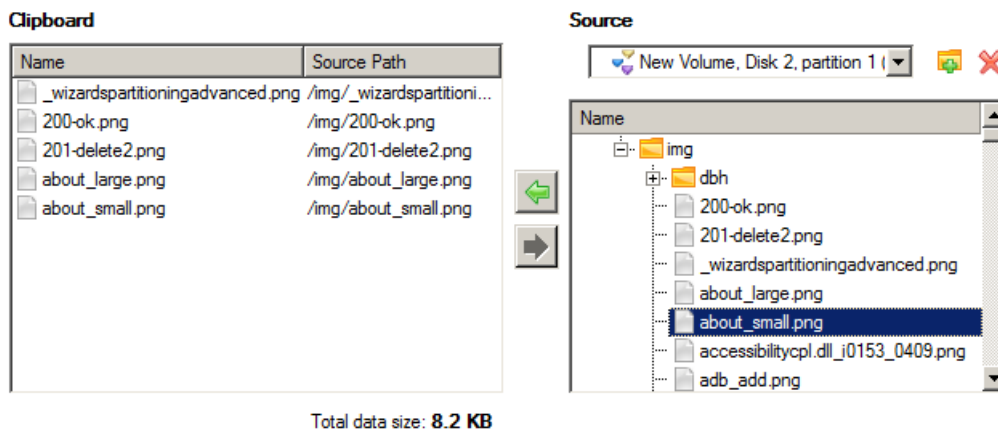 Clipboard
Source
New Volume, Disk 2, partition 1 (
Name Source Path
_wizardspartitioningadvanced.png /img/_wizardspartitioni...
200-ok.png /img/200-ok.png
201-delete2.png /img/201-delete2.png
about_large.png /img/about_large.png
about_small.png /img/about_small.png
Total data size: 8.2 KB
Name
img
dbh
200-ok.png
201-delete2.png
_wizardspartitioningadvanced.png
about_large.png
about_small.png
accessibilitycpl.dll_i0153_0409.png
adb_add.png